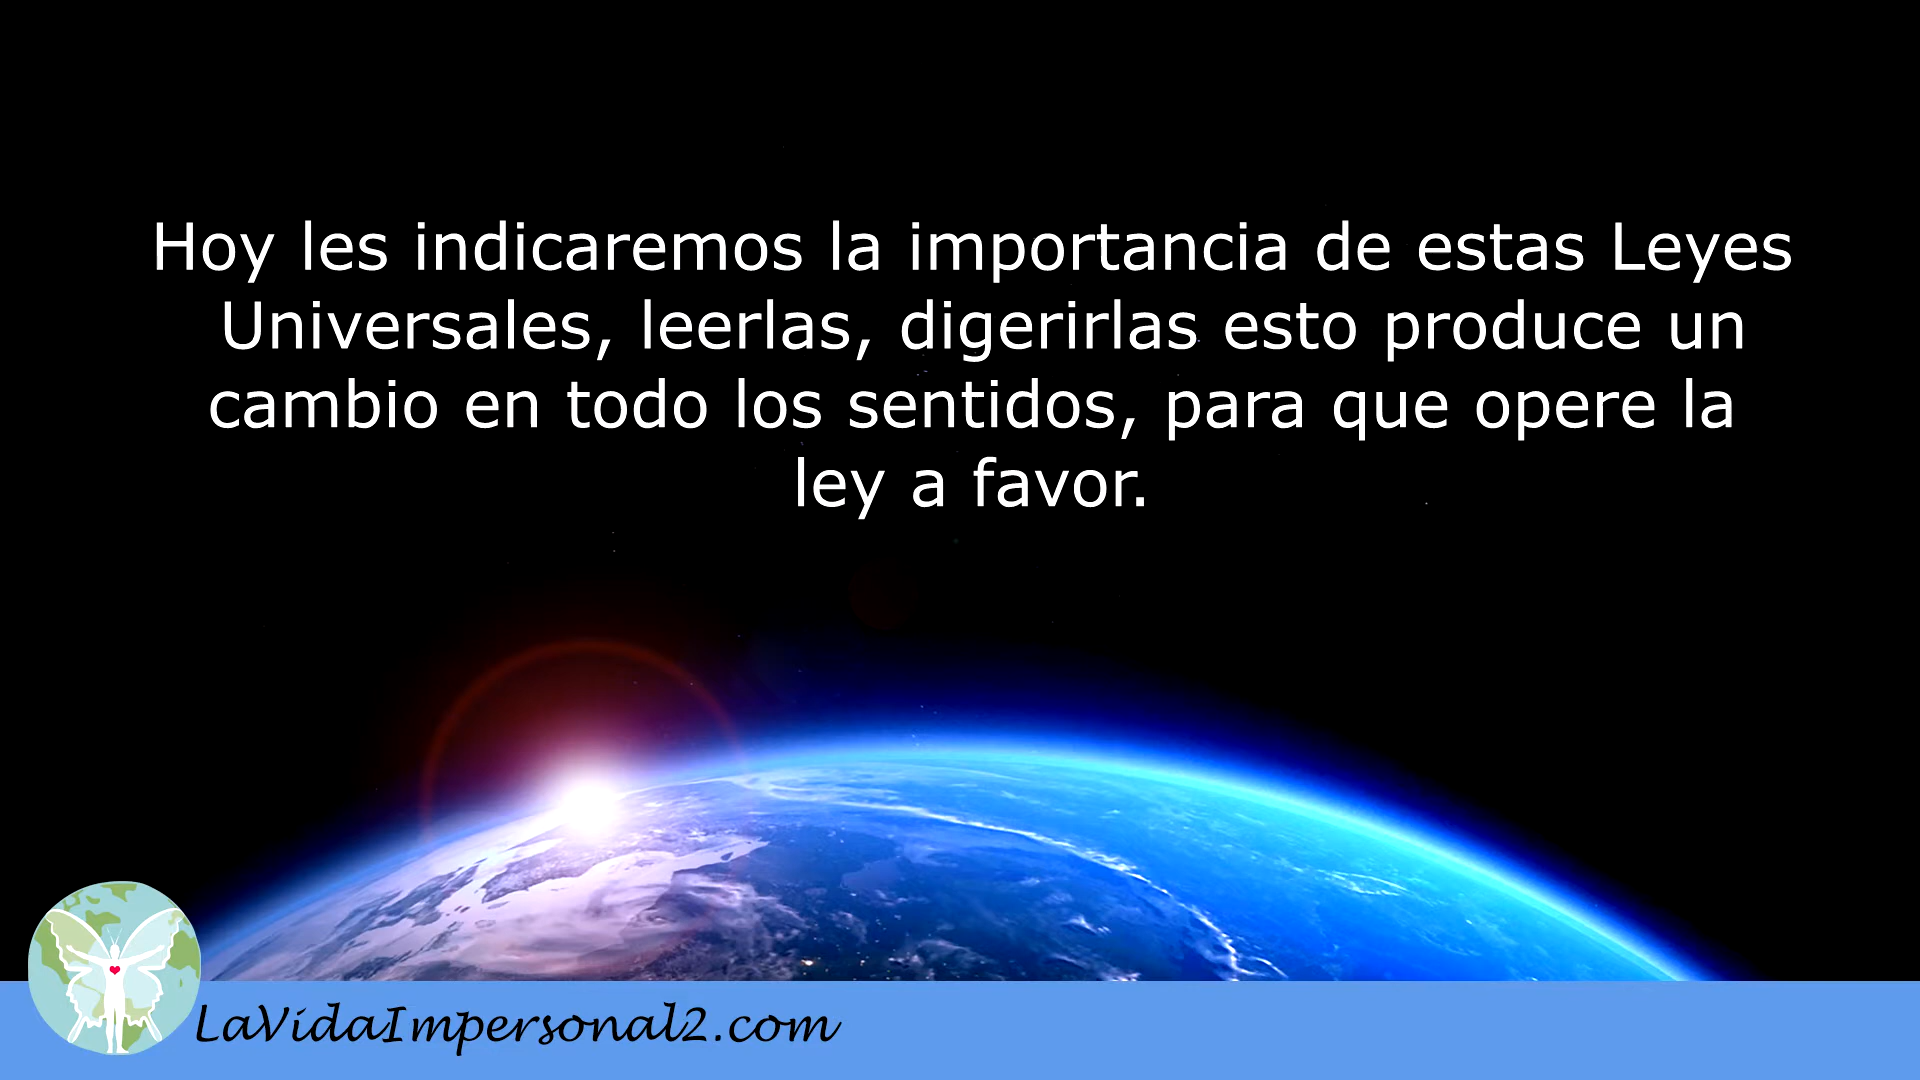 Hoy les indicaremos la importancia de estas Leyes
Universales, leerlas, digerirlas esto produce un
cambio en todo los sentidos, para que opere la
ley a favor.
LaVidaImpersonal2.com